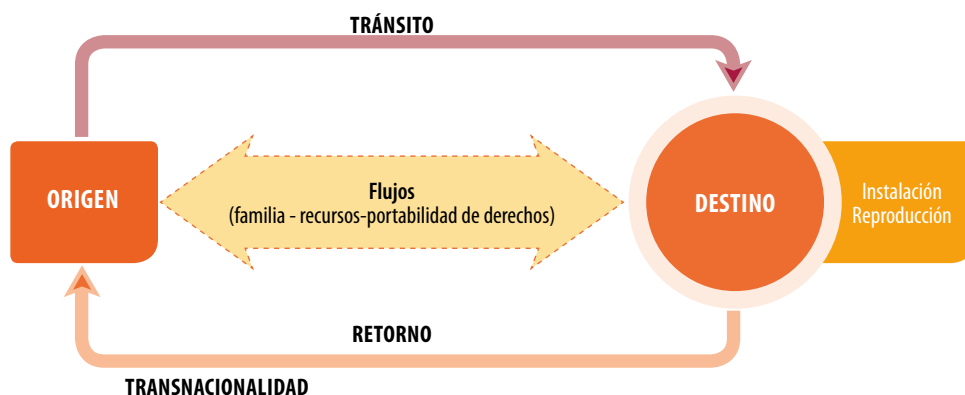 TRÁNSITO
ORIGEN
Flujos
(familia - recursos-portabilidad de derechos)
DESTINO
Instalación
Reproducción
RETORNO
TRANSNACIONALIDAD